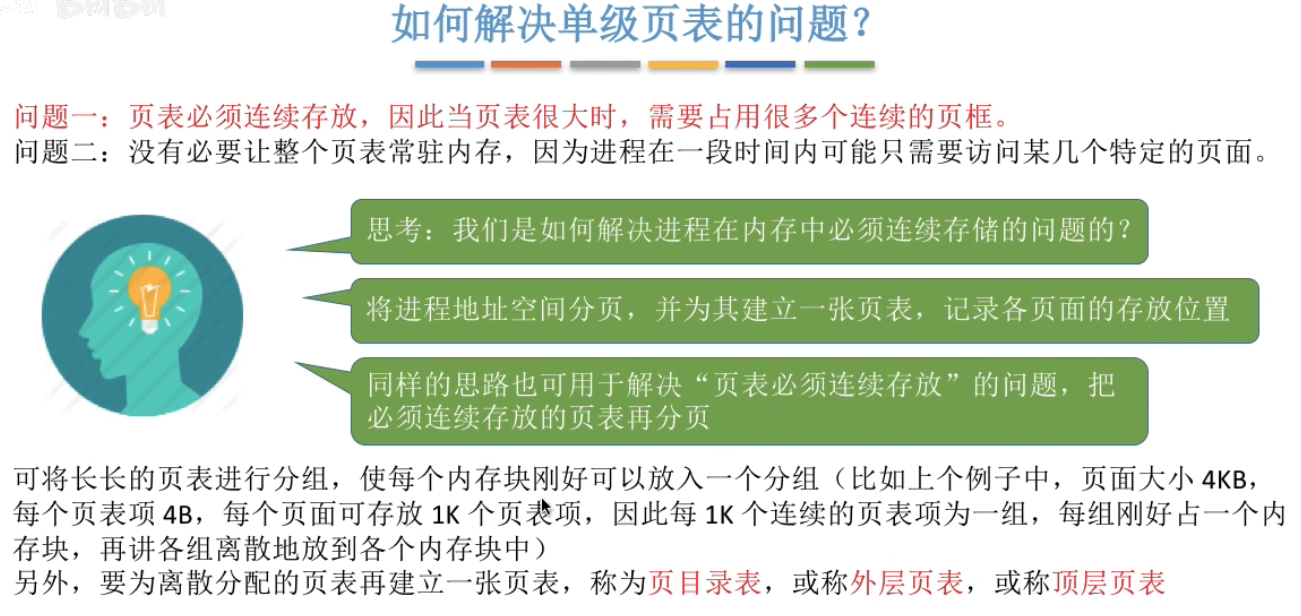 如何解决单级页表的问题？
问题一：页表必须连续存放，因此当页表很大时，需要占用很多个连续的页框。
问题二：没有必要让整个页表常驻内存，因为进程在一段时间内可能只需要访问某几个特定的页面。
思考：我们是如何解决进程在内存中必须连续存储的问题的？
将进程地址空间分页，并为其建立一张页表，记录各页面的存放位置
同样的思路也可用于解决“页表必须连续存放”的问题，把
必须连续存放的页表再分页
可将长长的页表进行分组，使每个内存块刚好可以放入一个分组（比如上个例子中，页面大小 4KB，
每个页表项 4B，每个页面可存放 1K 个页表项，因此每 1K 个连续的页表项为一组，每组刚好占一个内
存块，再讲各组离散地放到各个内存块中）
另外，要为离散分配的页表再建立一张页表，称为页目录表，或称外层页表，或称顶层页表